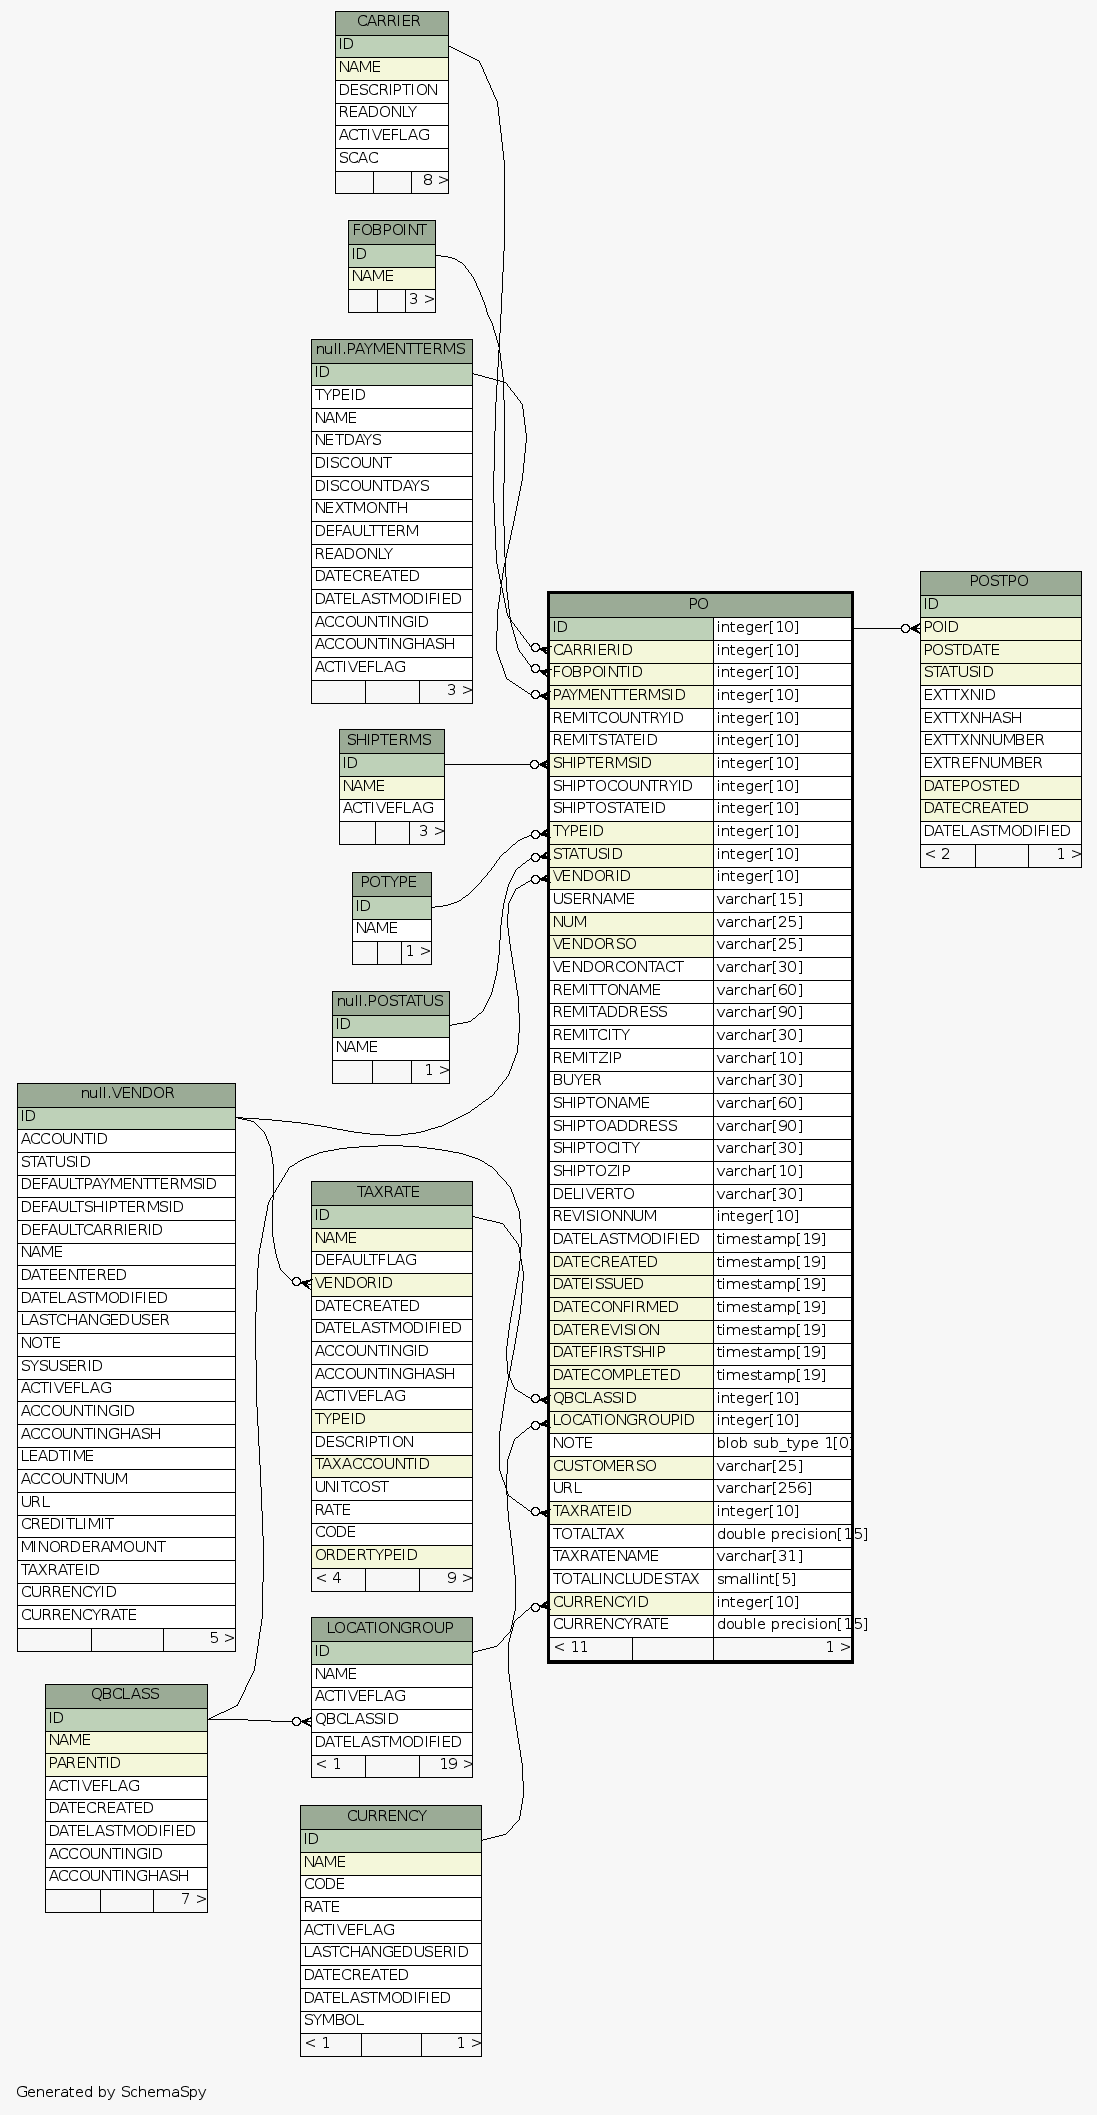 CARRIER
ID
NAME
DESCRIPTION
READONLY
ACTIVEFLAG
SCAC
8 >
FOBPOINT
ID
NAME
3 >
null.PAYMENTTERMS
ID
TYPEID
NAME
NETDAYS
DISCOUNT
DISCOUNTDAYS
NEXTMONTH
DEFAULTTERM
READONLY
DATECREATED
DATELASTMODIFIED
ACCOUNTINGID
ACCOUNTINGHASH
ACTIVEFLAG
3 >
SHIPTERMS
ID
NAME
ACTIVEFLAG
3 >
POTYPE
ID
NAME
1 >
null.POSTATUS
ID
NAME
1 >
null.VENDOR
ID
ACCOUNTID
STATUSID
DEFAULTPAYMENTTERMSID
DEFAULTSHIPTERMSID
DEFAULTCARRIERID
NAME
DATEENTERED
DATELASTMODIFIED
LASTCHANGEDUSER
NOTE
SYSUSERID
ACTIVEFLAG
ACCOUNTINGID
ACCOUNTINGHASH
LEADTIME
ACCOUNTNUM
URL
CREDITLIMIT
MINORDERAMOUNT
TAXRATEID
CURRENCYID
CURRENCYRATE
5 >
TAXRATE
ID
NAME
DEFAULTFLAG
VENDORID
DATECREATED
DATELASTMODIFIED
ACCOUNTINGID
ACCOUNTINGHASH
ACTIVEFLAG
TYPEID
DESCRIPTION
TAXACCOUNTID
UNITCOST
RATE
CODE
ORDERTYPEID
< 4 9 >
LOCATIONGROUP
ID
NAME
ACTIVEFLAG
QBCLASSID
DATELASTMODIFIED
< 1 19 >
QBCLASS
ID
NAME
PARENTID
ACTIVEFLAG
DATECREATED
DATELASTMODIFIED
ACCOUNTINGID
ACCOUNTINGHASH
7 >
CURRENCY
ID
NAME
CODE
RATE
ACTIVEFLAG
LASTCHANGEDUSERID
DATECREATED
DATELASTMODIFIED
SYMBOL
< 1 1 >
PO
ID integer[10]
CARRIERID integer[10]
FOBPOINTID integer[10]
PAYMENTTERMSID integer[10]
REMITCOUNTRYID integer[10]
REMITSTATEID integer[10]
SHIPTERMSID integer[10]
SHIPTOCOUNTRYID integer[10]
SHIPTOSTATEID integer[10]
TYPEID integer[10]
STATUSID integer[10]
VENDORID integer[10]
USERNAME varchar[15]
NUM varchar[25]
VENDORSO varchar[25]
VENDORCONTACT varchar[30]
REMITTONAME varchar[60]
REMITADDRESS varchar[90]
REMITCITY varchar[30]
REMITZIP varchar[10]
BUYER varchar[30]
SHIPTONAME varchar[60]
SHIPTOADDRESS varchar[90]
SHIPTOCITY varchar[30]
SHIPTOZIP varchar[10]
DELIVERTO varchar[30]
REVISIONNUM integer[10]
DATELASTMODIFIED timestamp[19]
DATECREATED timestamp[19]
DATEISSUED timestamp[19]
DATECONFIRMED timestamp[19]
DATEREVISION timestamp[19]
DATEFIRSTSHIP timestamp[19]
DATECOMPLETED timestamp[19]
QBCLASSID integer[10]
LOCATIONGROUPID integer[10]
NOTE blob sub_type 1[0]
CUSTOMERSO varchar[25]
URL varchar[256]
TAXRATEID integer[10]
TOTALTAX double precision[15]
TAXRATENAME varchar[31]
TOTALINCLUDESTAX smallint[5]
CURRENCYID integer[10]
CURRENCYRATE double precision[15]
< 11 1 >
POSTPO
ID
POID
POSTDATE
STATUSID
EXTTXNID
EXTTXNHASH
EXTTXNNUMBER
EXTREFNUMBER
DATEPOSTED
DATECREATED
DATELASTMODIFIED
< 2 1 >
Generated by SchemaSpy